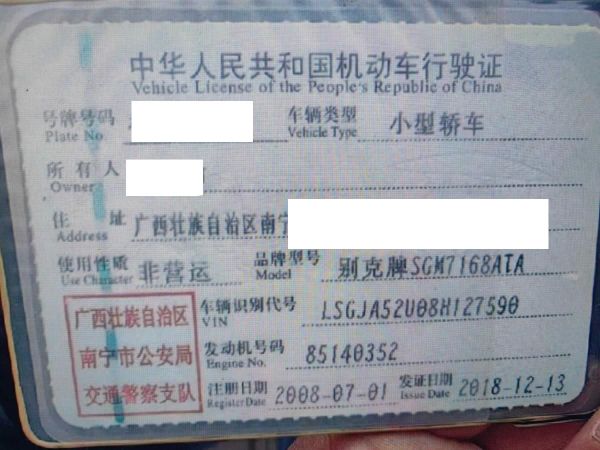 中华人民共和国机动车行驶证
Vehicle License of the People's Republic of China
号牌号码 车辆类型 小型轿车
Plate No. Vehicle Type
所有人
Owner
住址 广西壮族自治区南宁
Address
使用性质 非营运 品牌型号 别克牌SGM7168ATA
Use Character Model
广西壮族自治区 车辆识别代号 LSGJA52U08H127590
VIN
南宁市公安局 发动机号码 85140352
Engine No.
交通警察支队 注册日期 2008-07-01 发证日期 2018-12-13
Register Date Issue Date